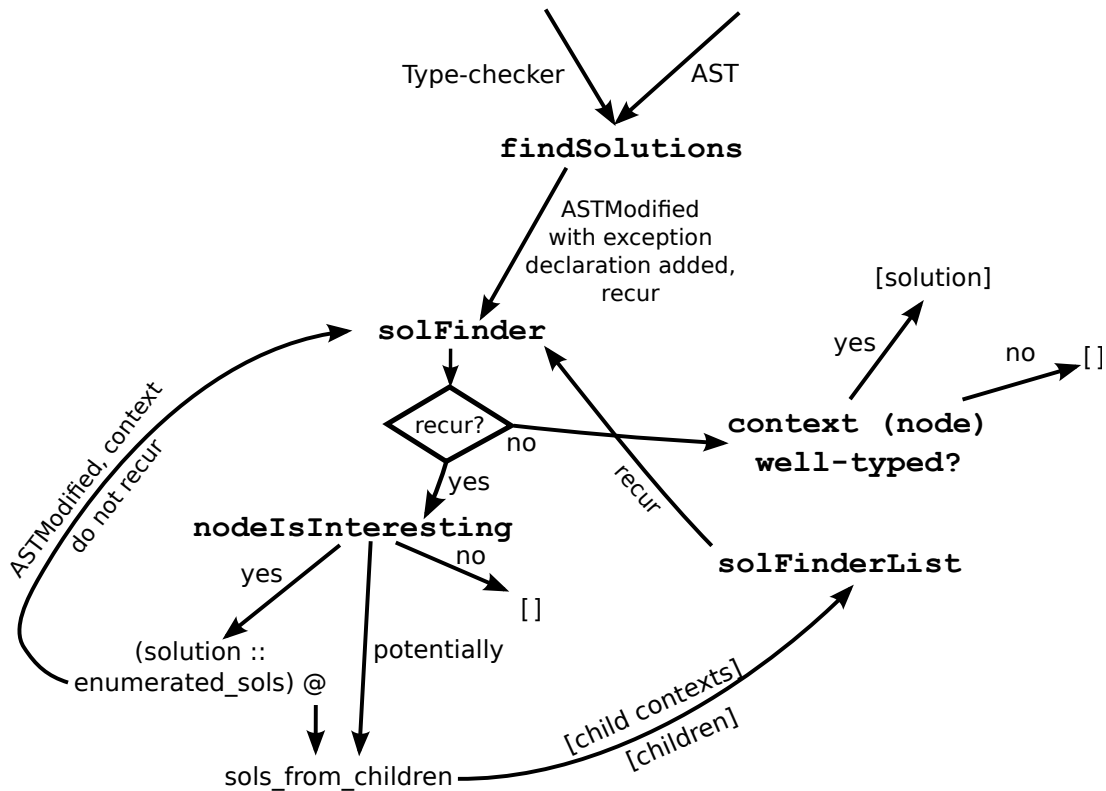 Type-checker
AST
findSolutions
ASTModified
with exception
declaration added,
recur
[solution]
yes
no
[]
solFinder
recur?
no
context (node)
well-typed?
yes
recur
ASTModified, context
do not recur
nodeIsInteresting
yes
no
[]
solFinderList
potentially
(solution ::
enumerated_sols) @
[child contexts]
[children]
sols_from_children